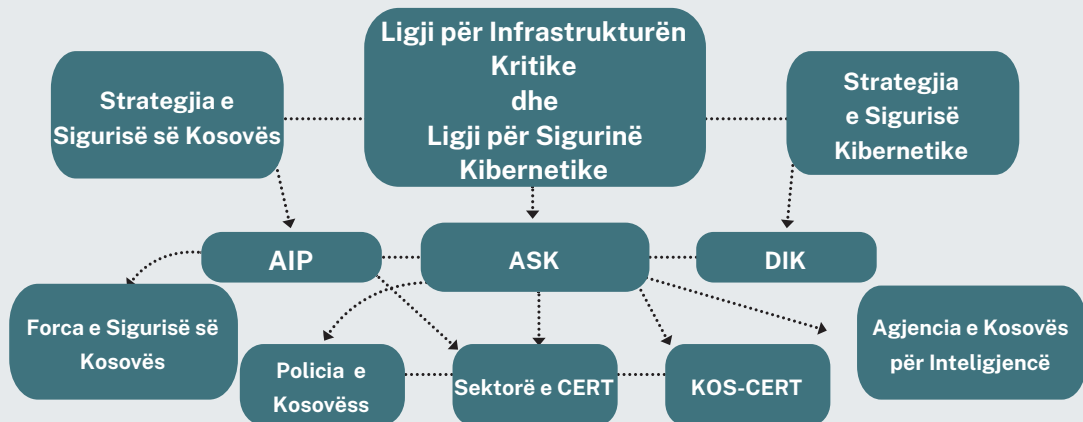 Ligji për Infrastrukturën
Kritike
dhe
Ligji për Sigurinë
Kibernetike
Strategjia e
Sigurisë së Kosovës
Strategjia
e Sigurisë
Kibernetike
AIP
ASK
DIK
Forca e Sigurisë së
Kosovës
Policia e
Kosovëss
Sektorë e CERT
KOS-CERT
Agjencia e Kosovës
për Inteligjencë